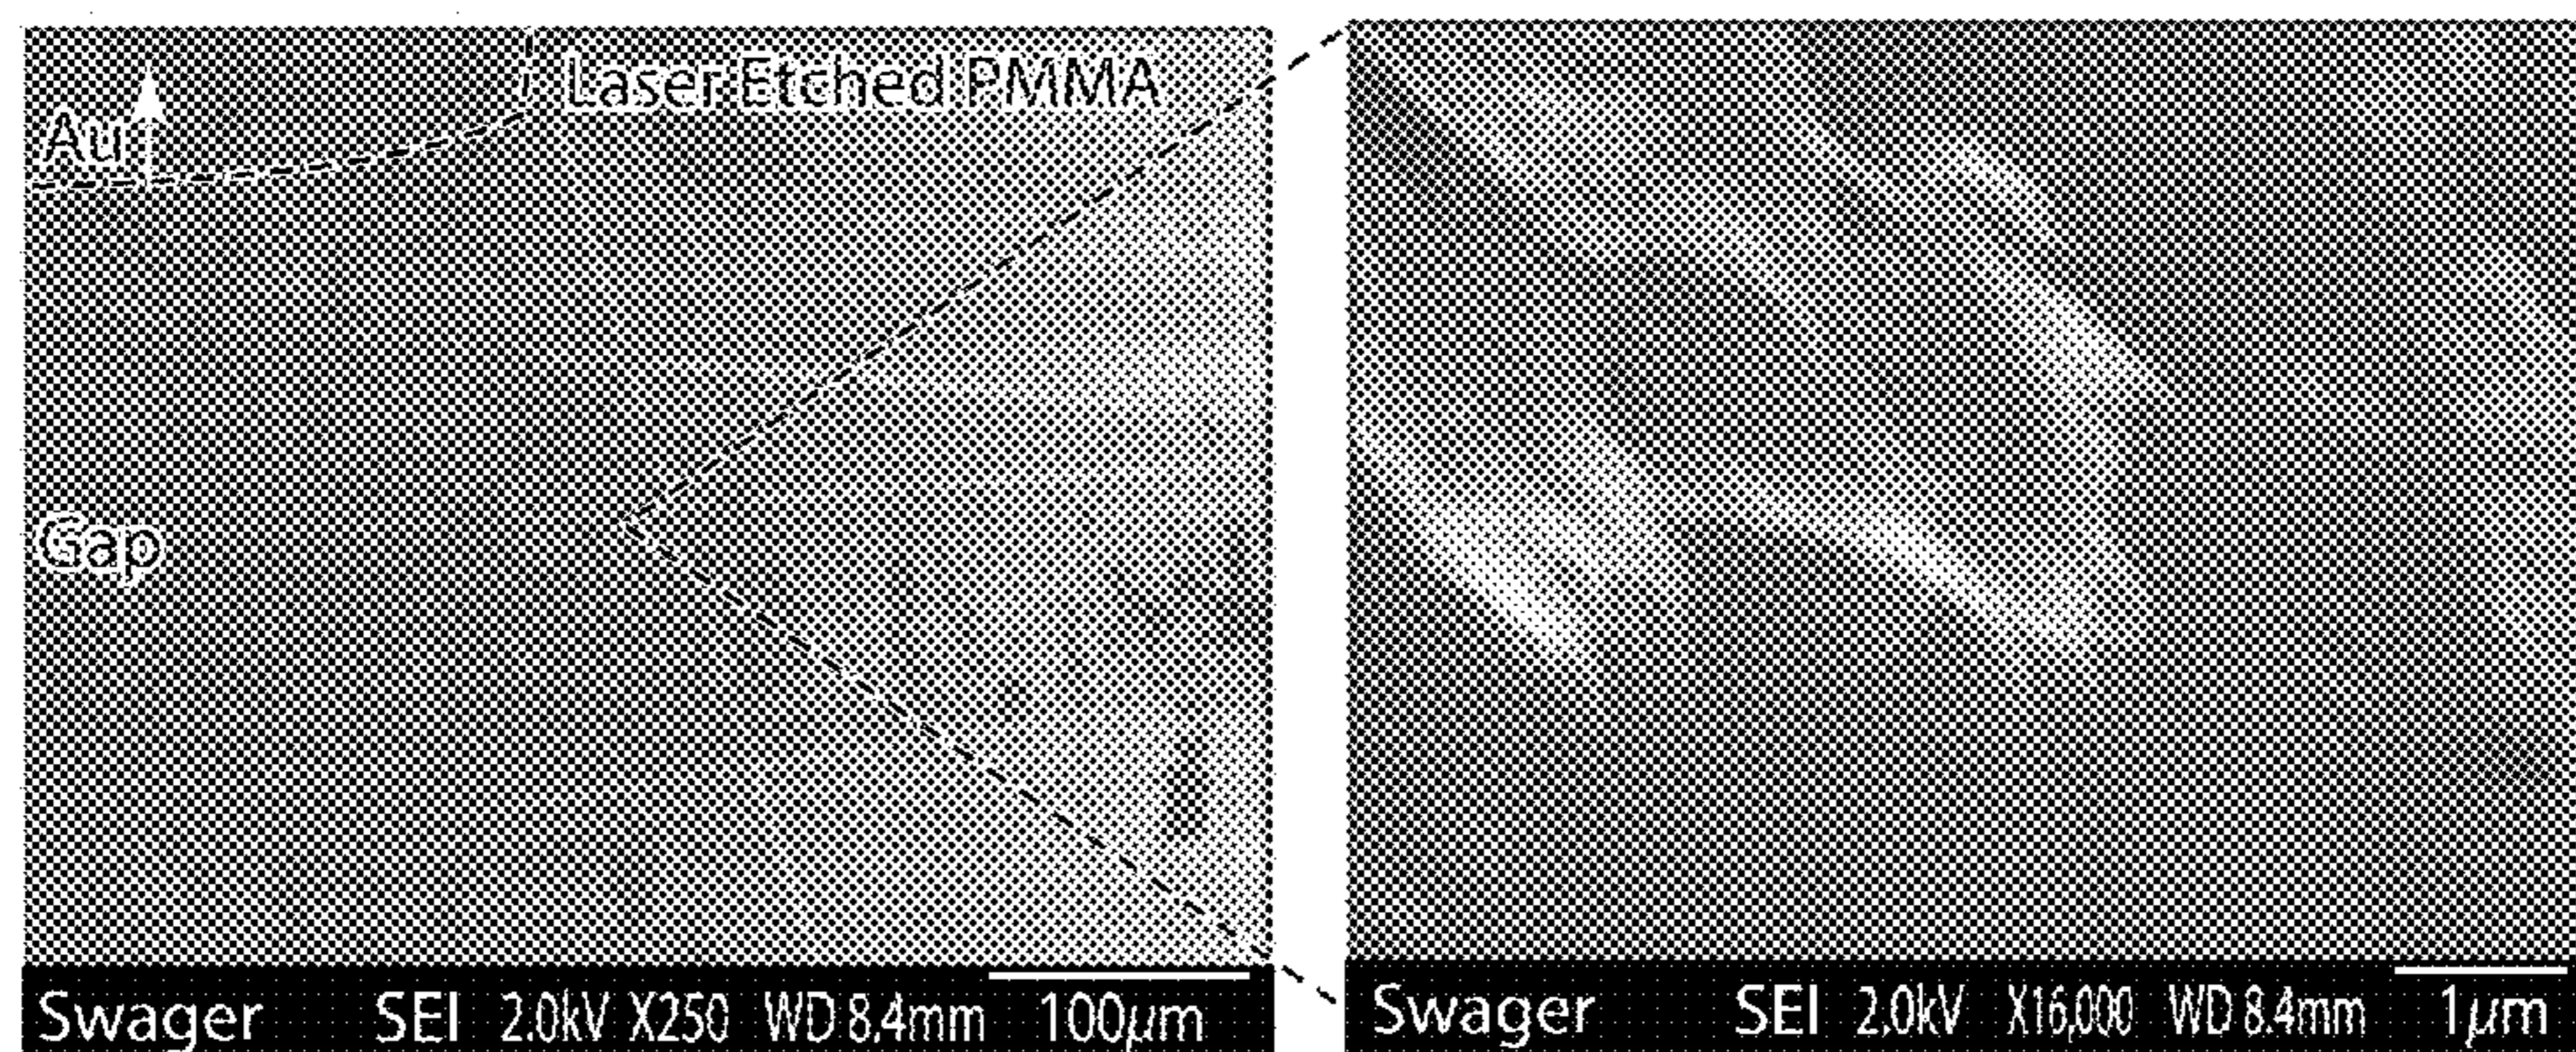 Laser Etched PMMA
Au
Gap
Swager SEI 2.0kV X250 WD 8.4mm 100μm
Swager SEI 2.0kV X16,000 WD 8.4mm 1μm